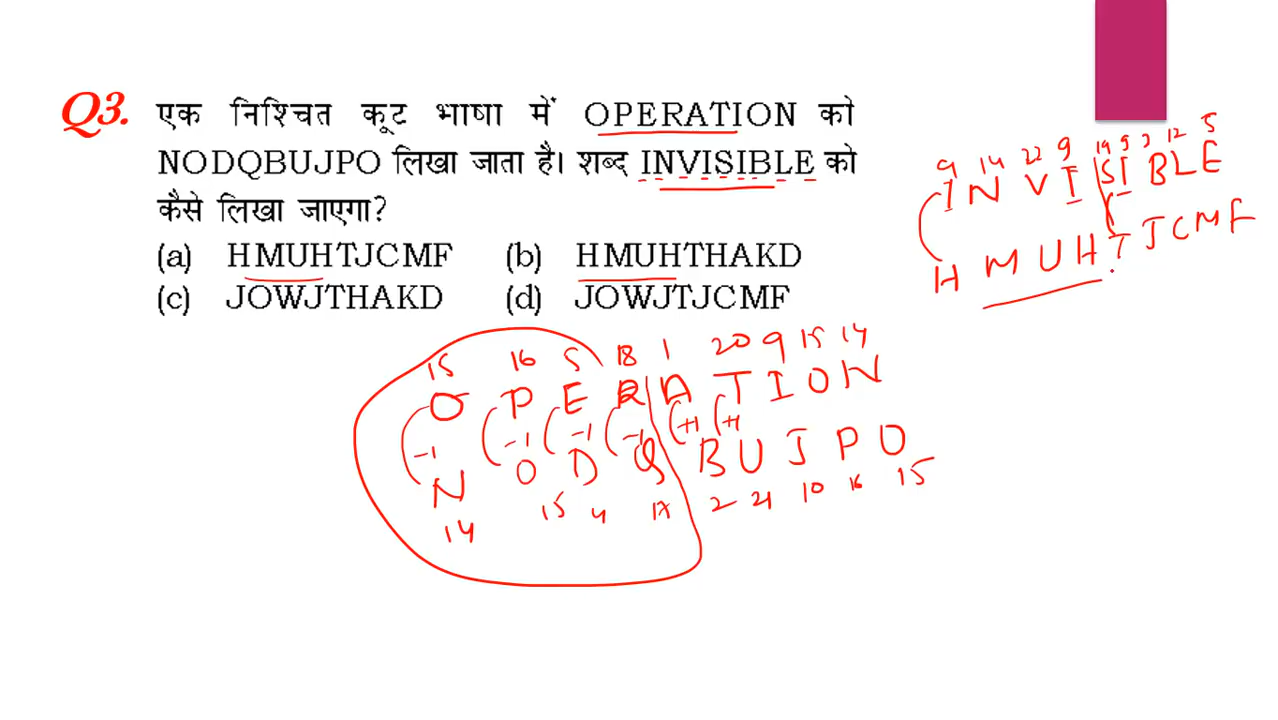 Q3. एक निश्चित कूट भाषा में OPERATION को
NODQBUJPO लिखा जाता है। शब्द INVISIBLE को
कैसे लिखा जाएगा?
(a) HMUHTJCMF (b) HMUHTHAKD
(c) JOWJTHAKD (d) JOWJTJCMF
9 14 22 9 19 9 12 5
I N V I S I B L E
H M U H T J C M F
15 16 5 18 1 20 9 15 14
O P E R A T I O N
-1 -1 -1 -1 +1 +1
N O D Q B U J P O
14 15 4 17 2 21 10 16 15